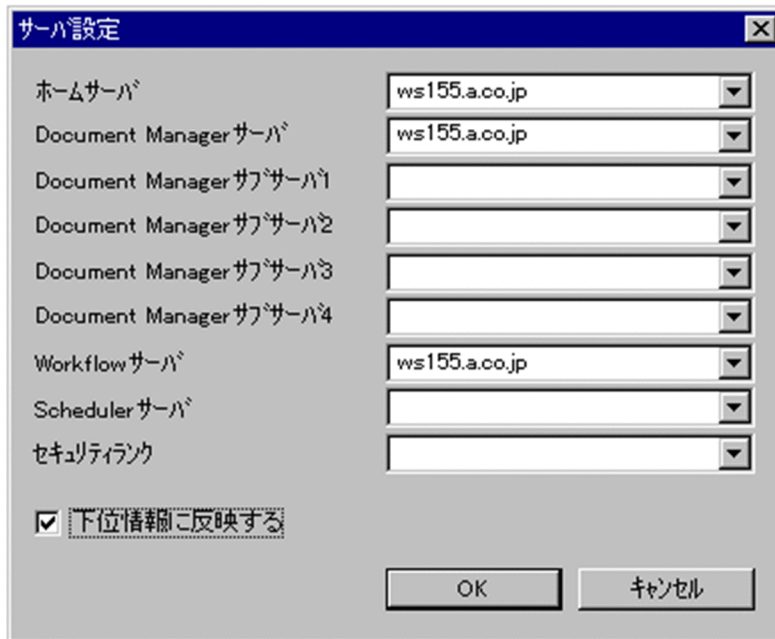 サーバ設定
ホームサーバ ws155.a.co.jp
Document Managerサーバ ws155.a.co.jp
Document Managerサブサーバ1
Document Managerサブサーバ2
Document Managerサブサーバ3
Document Managerサブサーバ4
Workflowサーバ ws155.a.co.jp
Schedulerサーバ
セキュリティランク
下位情報に反映する
OK キャンセル